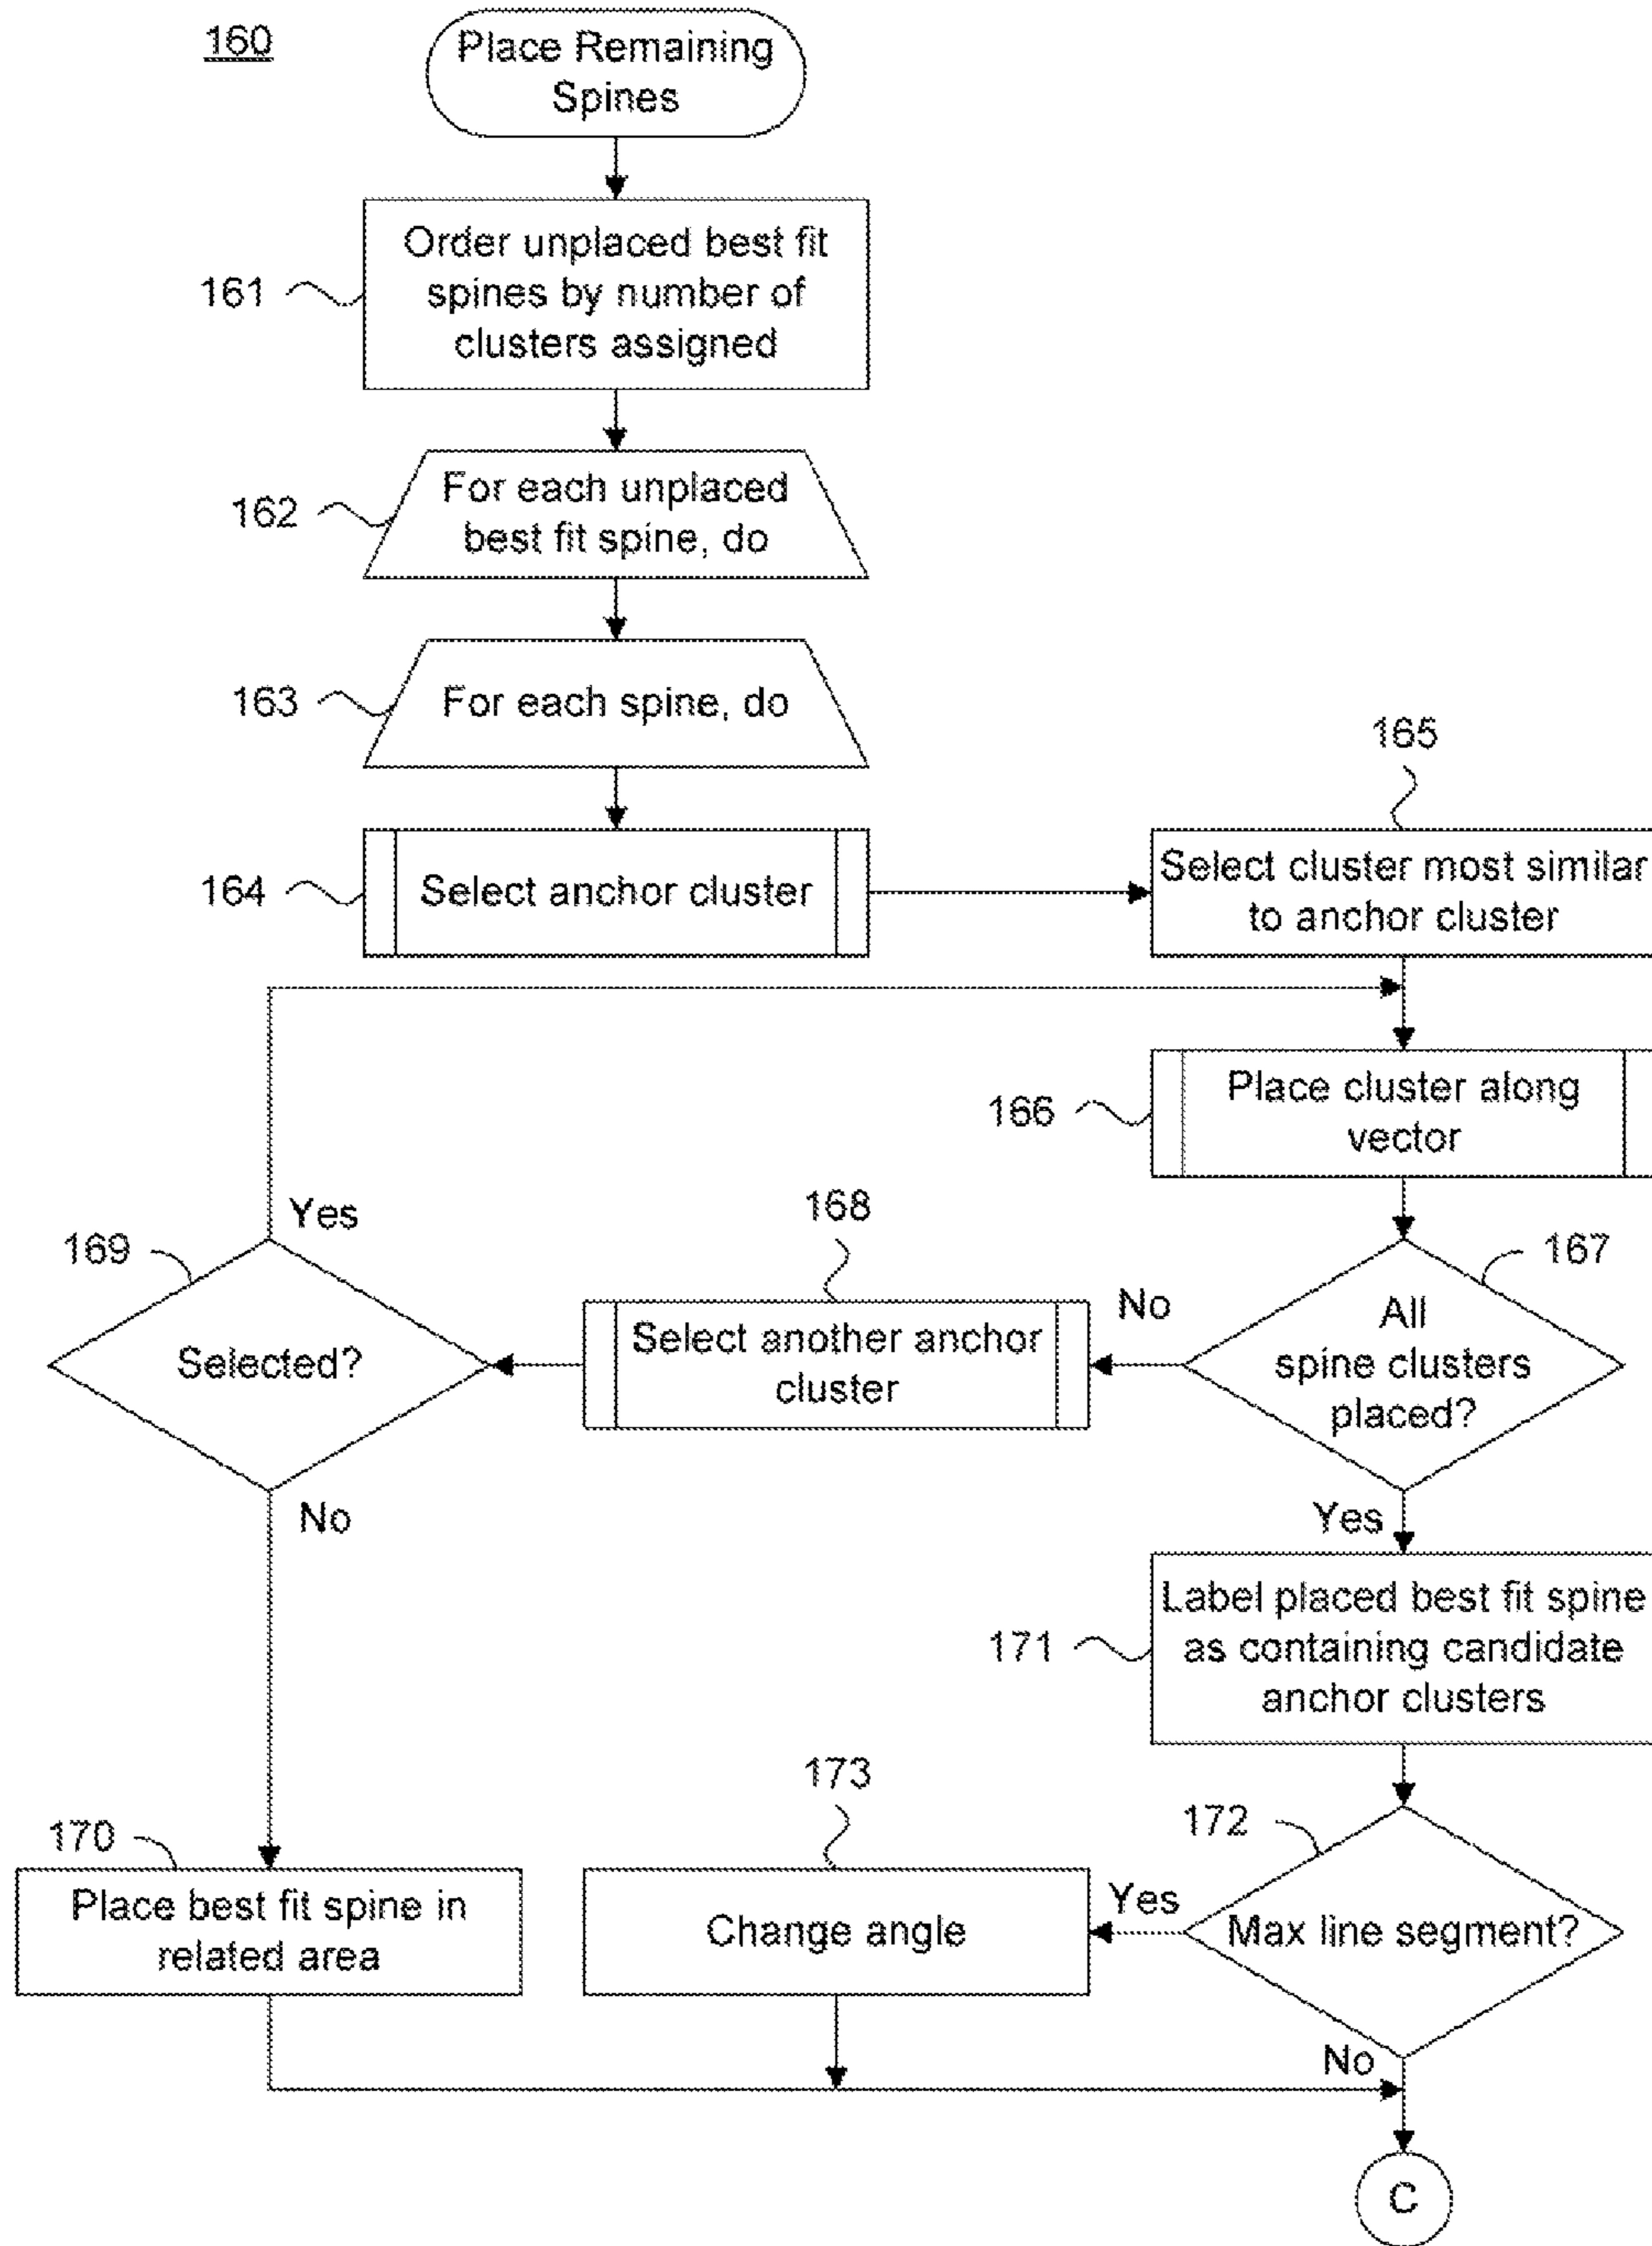 160
Place Remaining
Spines
161
Order unplaced best fit
spines by number of
clusters assigned
162
For each unplaced
best fit spine, do
163
For each spine, do
164
Select anchor cluster
165
Select cluster most similar
to anchor cluster
166
Place cluster along
vector
167
All
spine clusters
placed?
No
Yes
168
Select another anchor
cluster
169
Selected?
Yes
No
170
Place best fit spine in
related area
171
Label placed best fit spine
as containing candidate
anchor clusters
172
Max line segment?
Yes
No
173
Change angle
C